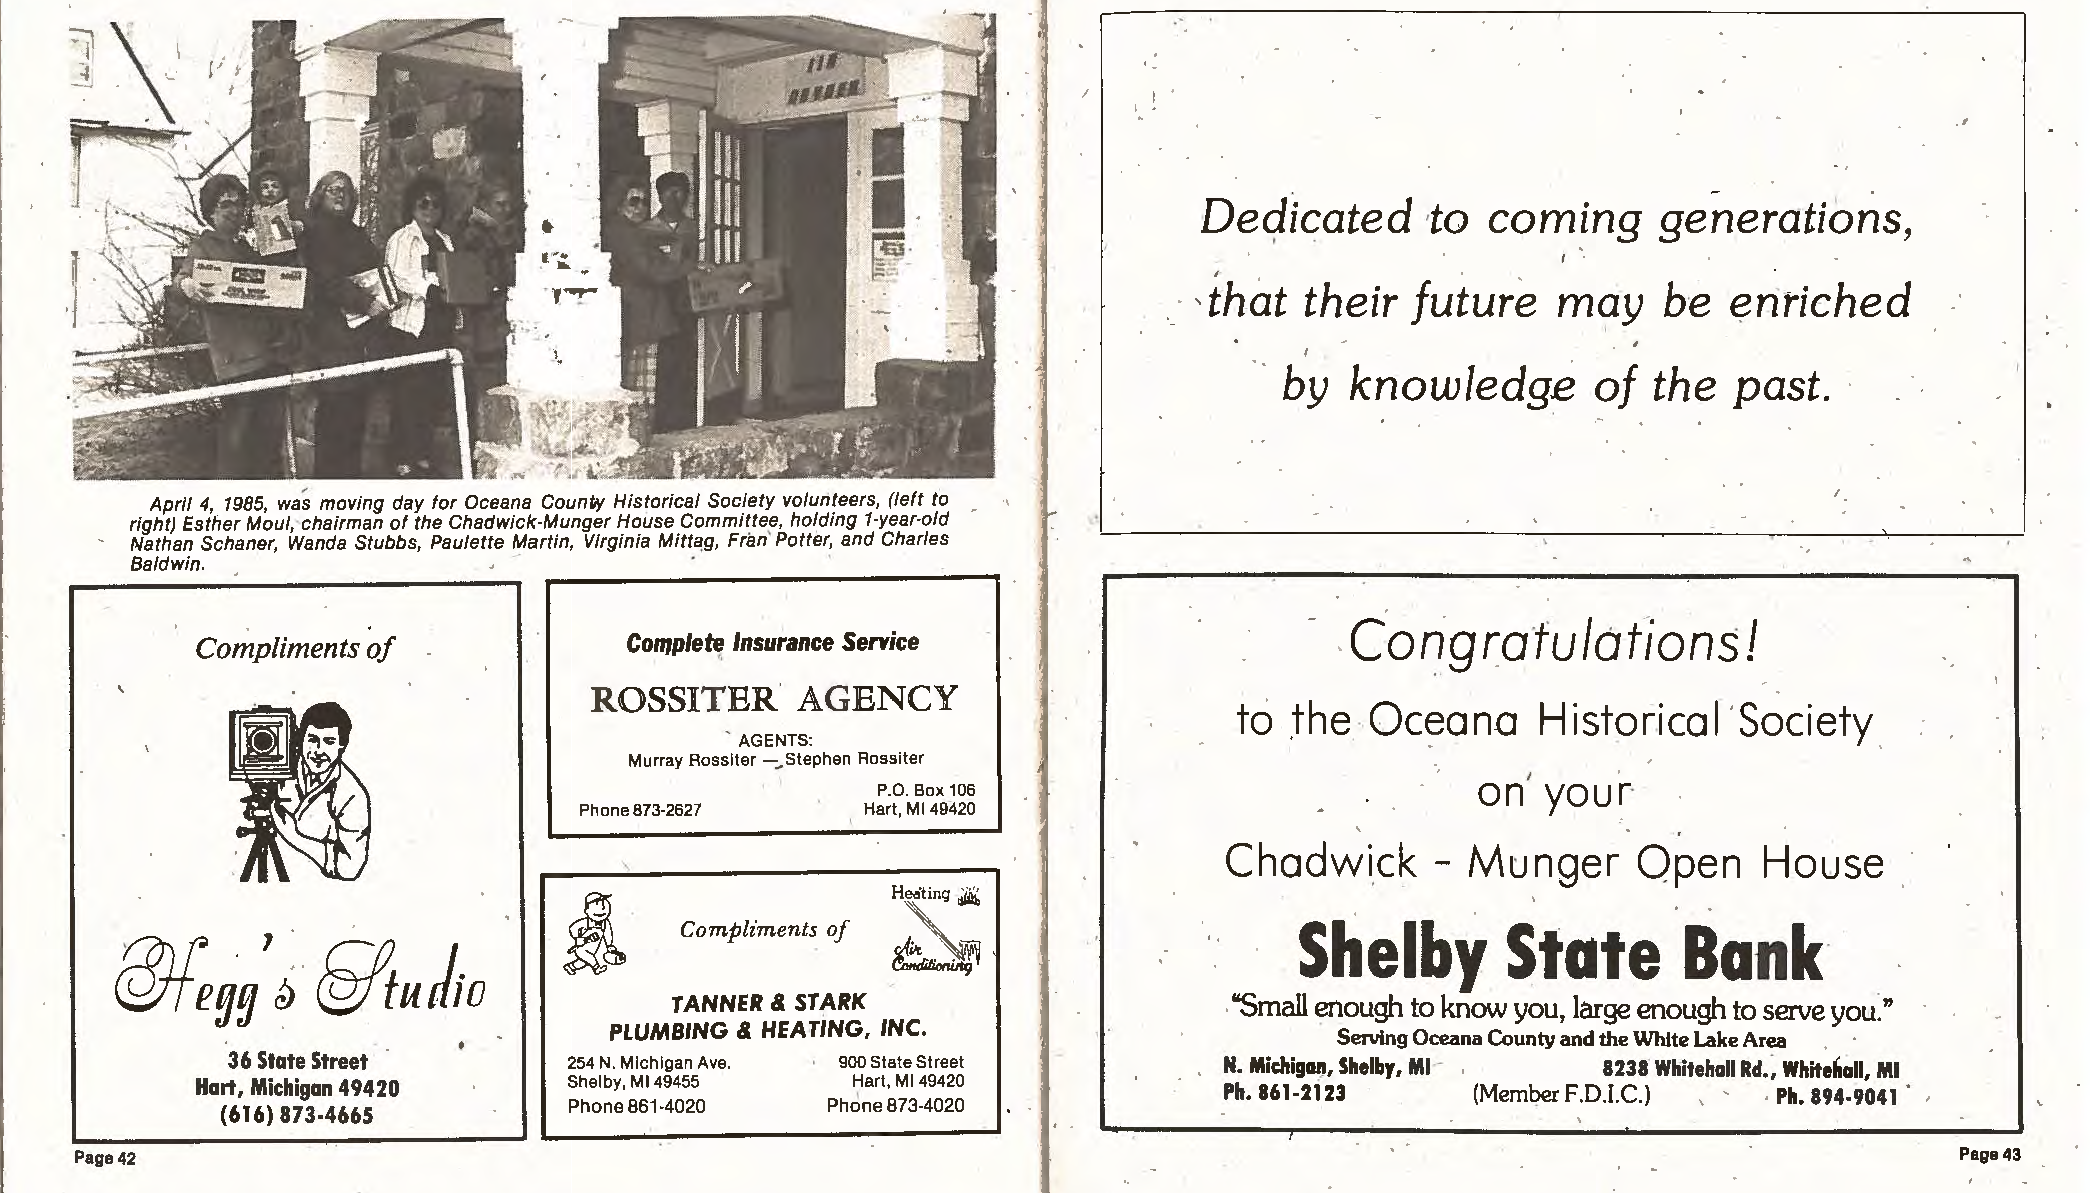 April 4, 1985, was moving day for Oceana County Historical Society volunteers, (left to
right) Esther Moul, chairman of the Chadwick-Munger House Committee, holding 1-year-old
Nathan Schaner, Wanda Stubbs, Paulette Martin, Virginia Mittag, Fran Potter, and Charles
Baldwin.
Compliments of
Hegg's Studio
36 State Street
Hart, Michigan 49420
(616) 873-4665
Complete Insurance Service
ROSSITER AGENCY
AGENTS:
Murray Rossiter — Stephen Rossiter
P.O. Box 106
Phone 873-2627 Hart, MI 49420
Heating
Compliments of
Air
Conditioning
TANNER & STARK
PLUMBING & HEATING, INC.
254 N. Michigan Ave. 900 State Street
Shelby, MI 49455 Hart, MI 49420
Phone 861-4020 Phone 873-4020
Page 42
Dedicated to coming generations,
that their future may be enriched
by knowledge of the past.
Congratulations!
to the Oceana Historical Society
on your
Chadwick - Munger Open House
Shelby State Bank
"Small enough to know you, large enough to serve you."
Serving Oceana County and the White Lake Area
N. Michigan, Shelby, MI 8238 Whitehall Rd., Whitehall, MI
Ph. 861-2123 (Member F.D.I.C.) Ph. 894-9041
Page 43